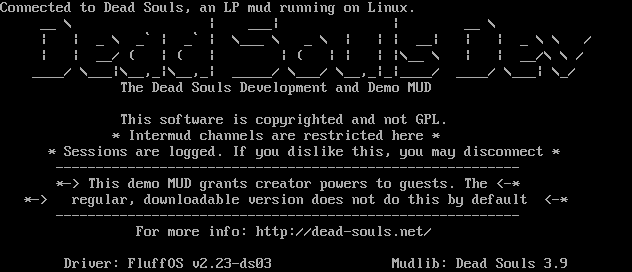 Connected to Dead Souls, an LP mud running on Linux.
Dead Souls Dev
The Dead Souls Development and Demo MUD
This software is copyrighted and not GPL.
* Intermud channels are restricted here *
* Sessions are logged. If you dislike this, you may disconnect *
-----------------------------------------------------------
*-> This demo MUD grants creator powers to guests. The <-*
*-> regular, downloadable version does not do this by default <-*
-----------------------------------------------------------
For more info: http://dead-souls.net/
Driver: FluffOS v2.23-ds03 Mudlib: Dead Souls 3.9